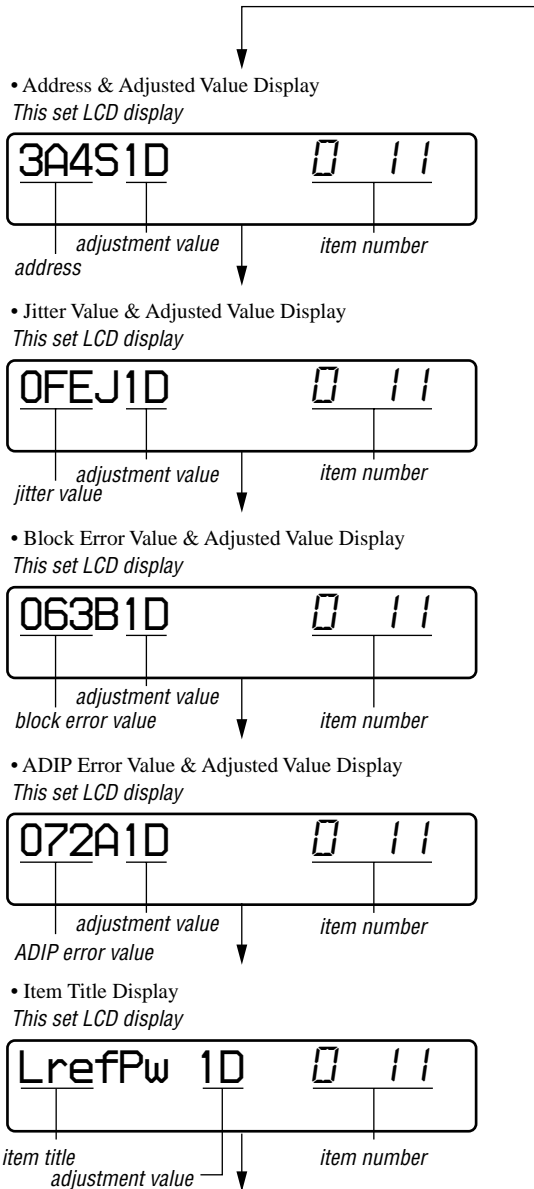 • Address & Adjusted Value Display
This set LCD display
3A4S1D 0 11
adjustment value item number
address
• Jitter Value & Adjusted Value Display
This set LCD display
0FEJ1D 0 11
adjustment value item number
jitter value
• Block Error Value & Adjusted Value Display
This set LCD display
063B1D 0 11
adjustment value
block error value item number
• ADIP Error Value & Adjusted Value Display
This set LCD display
072A1D 0 11
adjustment value item number
ADIP error value
• Item Title Display
This set LCD display
LrefPw 1D 0 11
item title item number
adjustment value